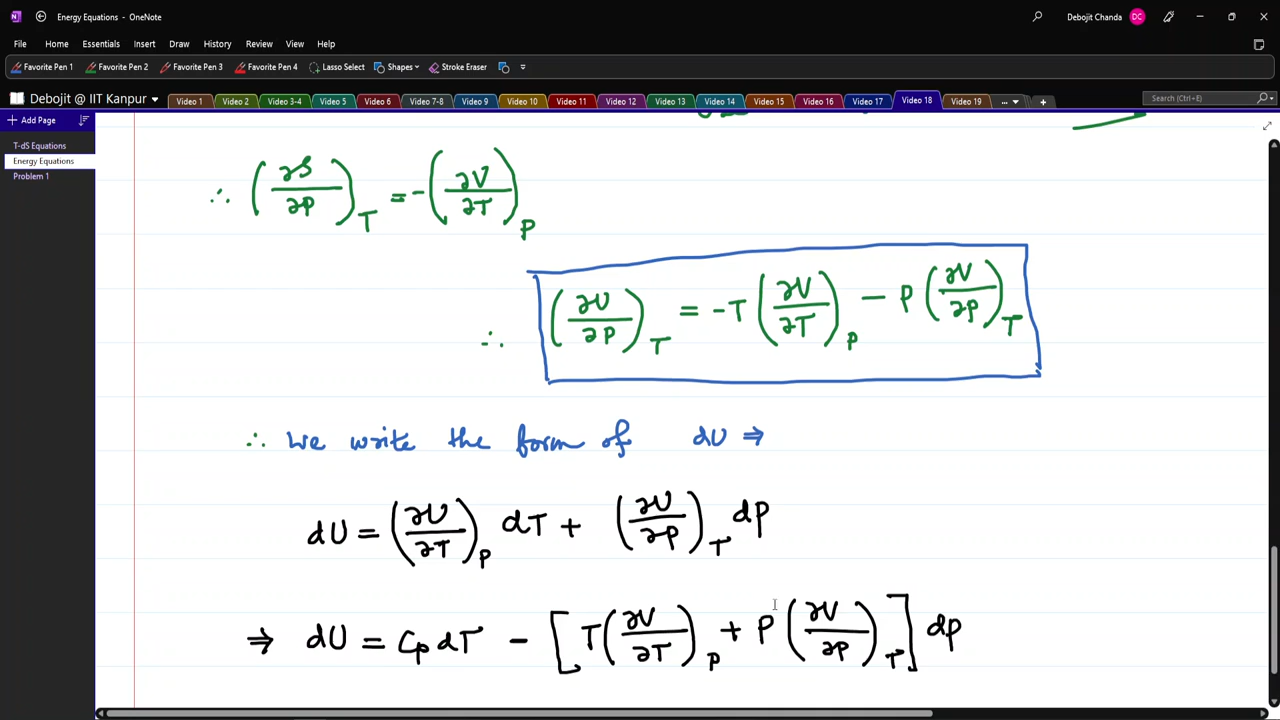 Energy Equations - OneNote
Debojit Chanda DC
File Home Essentials Insert Draw History Review View Help
Favorite Pen 1 Favorite Pen 2 Favorite Pen 3 Favorite Pen 4 Lasso Select Shapes Stroke Eraser
Debojit @ IIT Kanpur Video 1 Video 2 Video 3-4 Video 5 Video 6 Video 7-8 Video 9 Video 10 Video 11 Video 12 Video 13 Video 14 Video 15 Video 16 Video 17 Video 18 Video 19 ... + Search (Ctrl+E)
+ Add Page
T-dS Equations
Energy Equations
Problem 1
∴ (∂S/∂P)_T = -(∂V/∂T)_P
∴ (∂U/∂P)_T = -T(∂V/∂T)_P - P(∂V/∂P)_T
∴ We write the form of dU ⇒
dU = (∂U/∂T)_P dT + (∂U/∂P)_T dP
⇒ dU = C_P dT - [T(∂V/∂T)_P + P(∂V/∂P)_T] dP